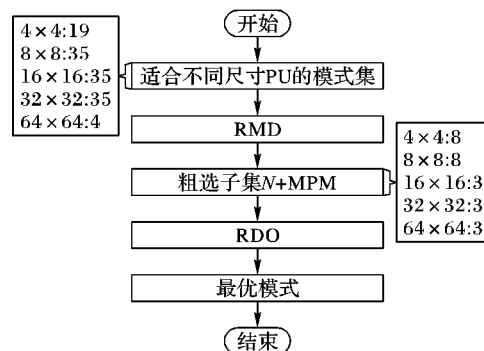 开始
4×4:19
8×8:35
16×16:35
32×32:35
64×64:4
适合不同尺寸PU的模式集
RMD
粗选子集N+MPM
4×4:8
8×8:8
16×16:3
32×32:3
64×64:3
RDO
最优模式
结束